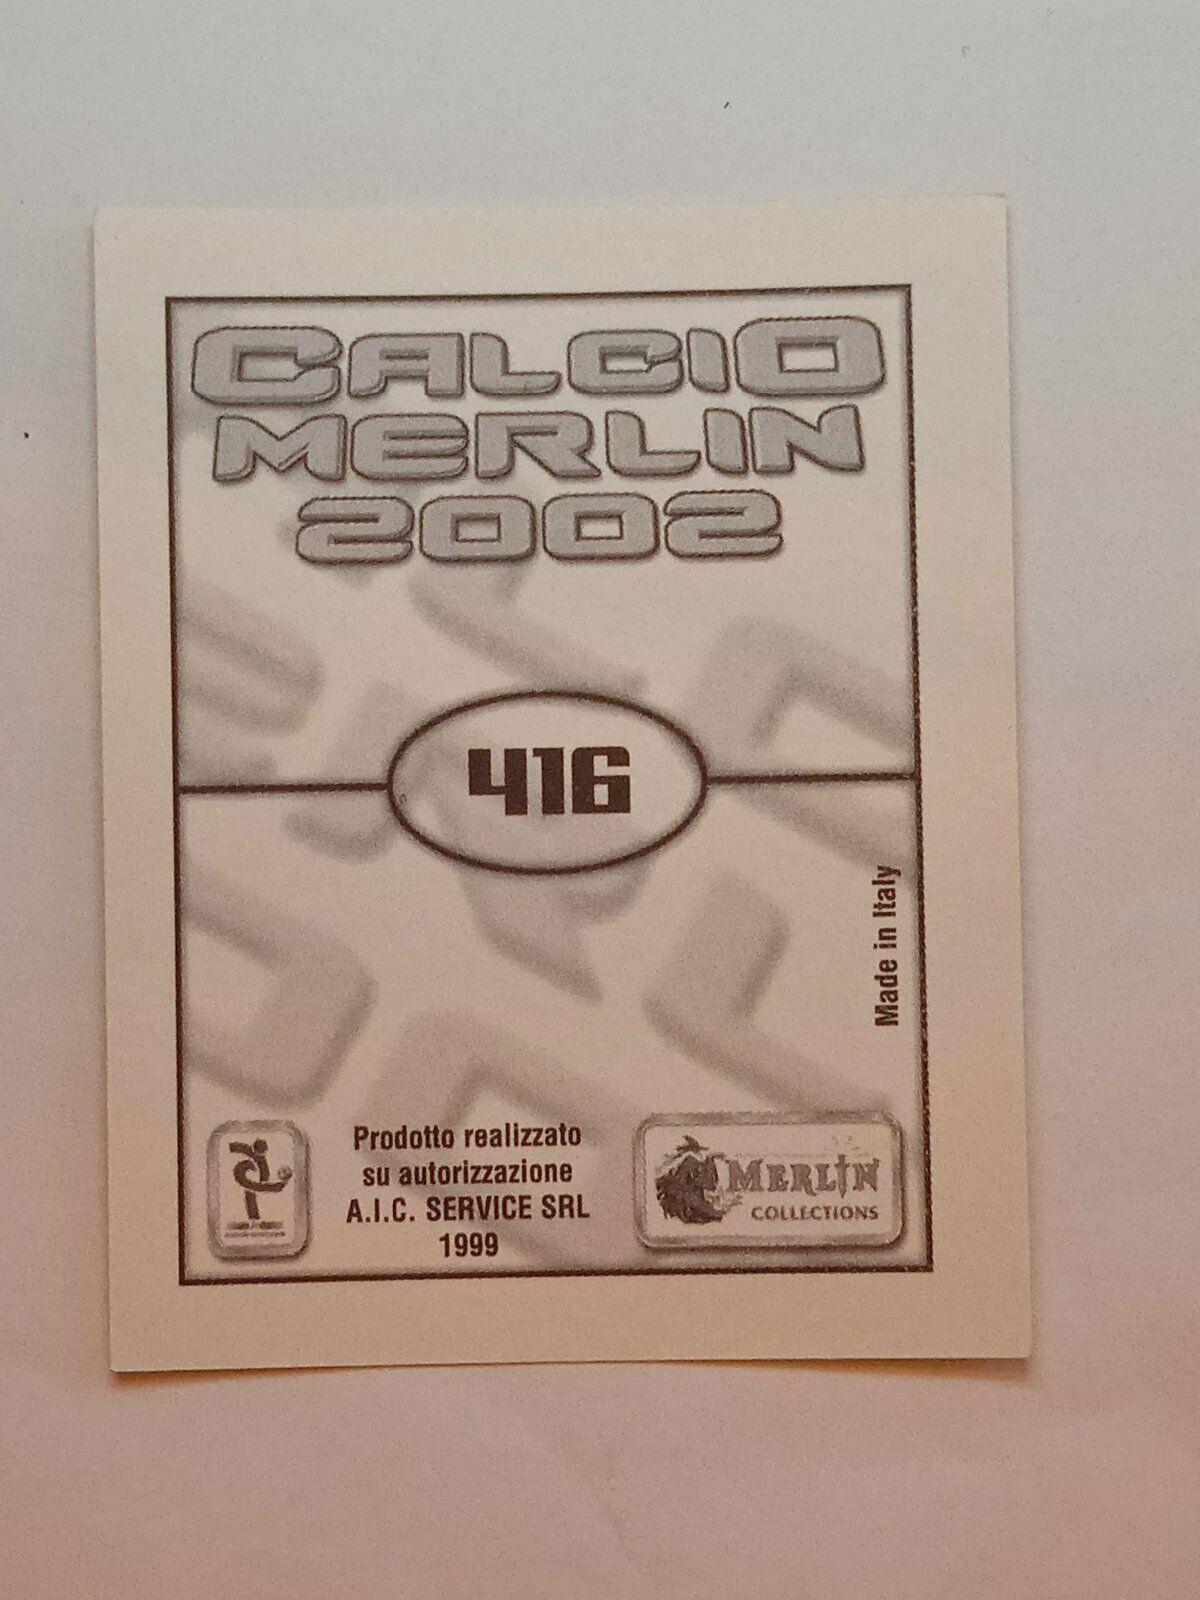 CALCIO
MERLIN
2002
416
Made in Italy
Prodotto realizzato
su autorizzazione
A.I.C. SERVICE SRL
1999
MERLIN
COLLECTIONS